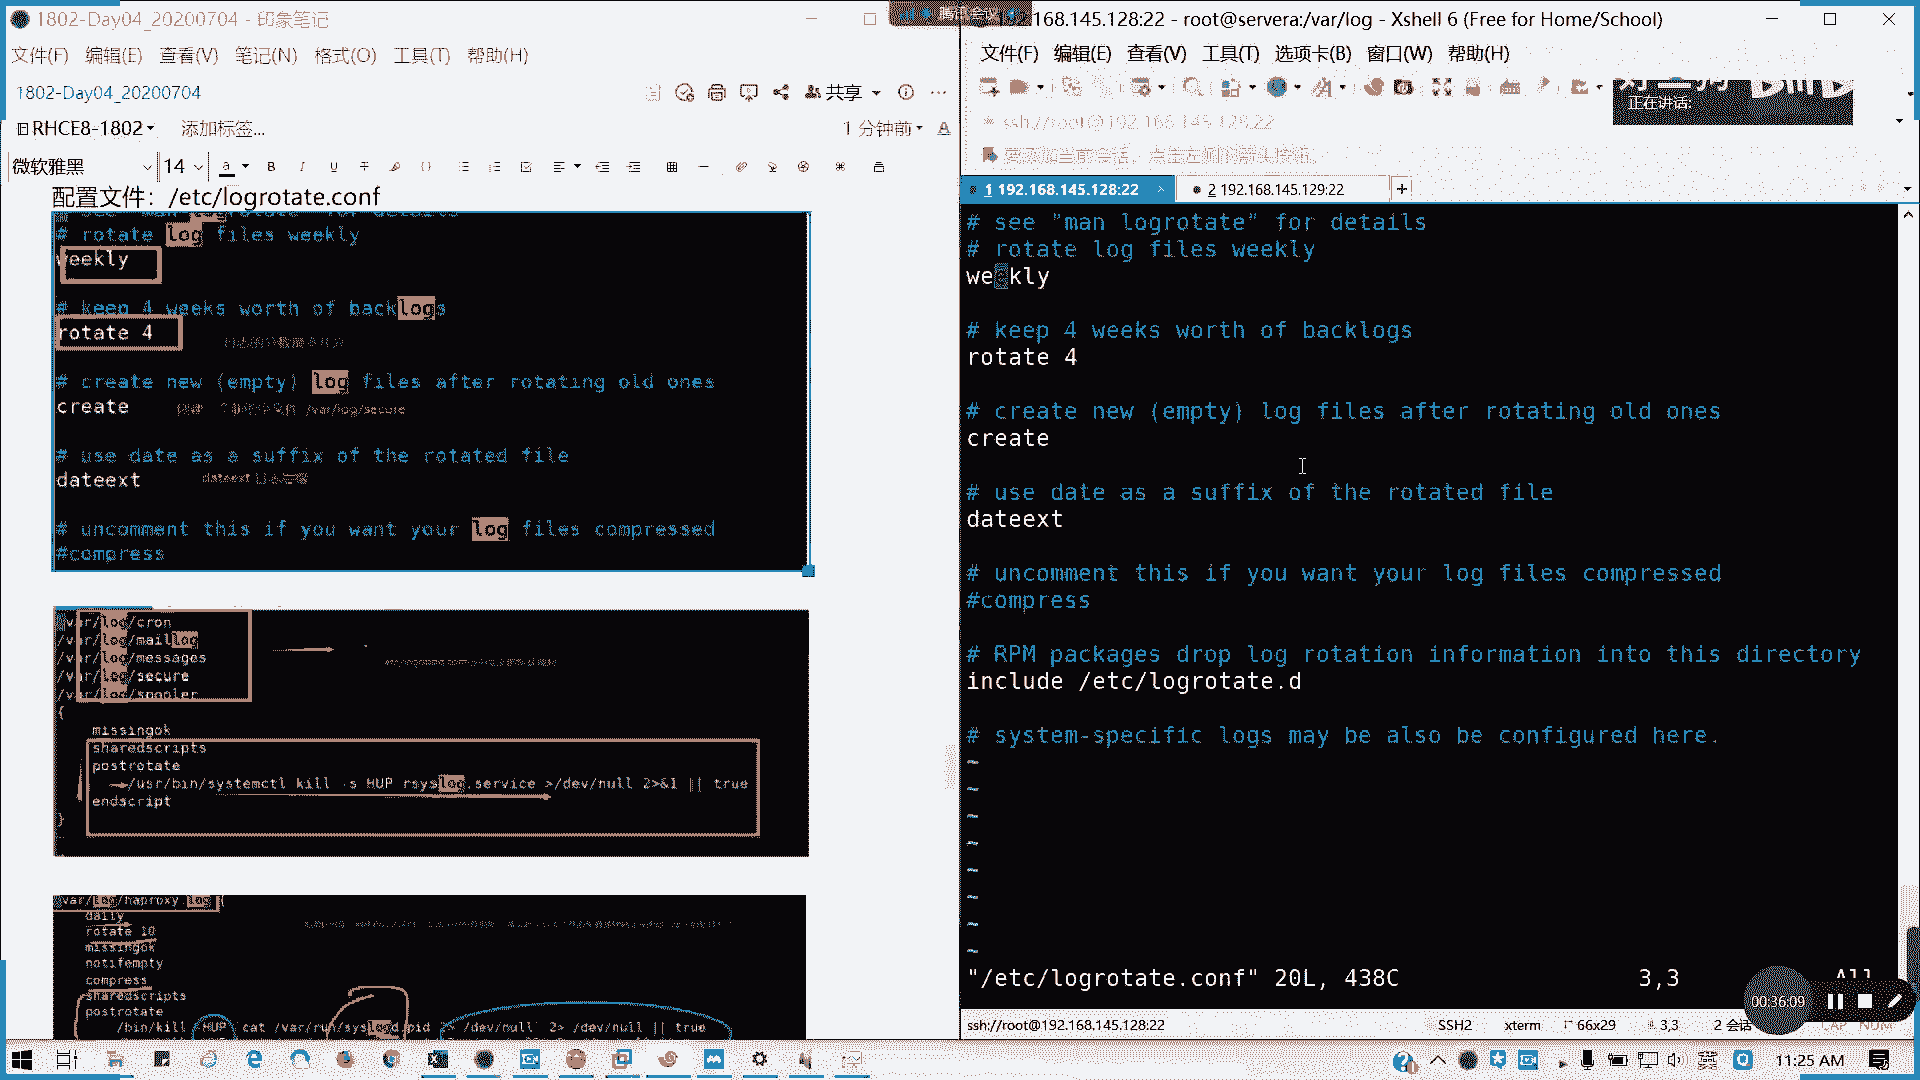 1802-Day04_20200704 - 印象笔记
文件(F) 编辑(E) 查看(V) 笔记(N) 格式(O) 工具(T) 帮助(H)
1802-Day04_20200704
共享
RHCE8-1802
添加标签...
1 分钟前
微软雅黑 14
配置文件：/etc/logrotate.conf
# see "man logrotate" for details
# rotate log files weekly
weekly
# keep 4 weeks worth of backlogs
rotate 4
# create new (empty) log files after rotating old ones
create /var/log/secure
# use date as a suffix of the rotated file
dateext dateext
# uncomment this if you want your log files compressed
#compress
/var/log/cron
/var/log/maillog
/var/log/messages
/var/log/secure
/var/log/spooler
{
missingok
sharedscripts
postrotate
/usr/bin/systemctl kill -s HUP rsyslog.service >/dev/null 2>&1 || true
endscript
}
/var/log/haproxy.log {
daily
rotate 10
missingok
notifempty
compress
sharedscripts
postrotate
/bin/kill -HUP `cat /var/run/syslogd.pid 2> /dev/null` 2> /dev/null || true
腾讯会议
192.168.145.128:22 - root@servera:/var/log - Xshell 6 (Free for Home/School)
文件(F) 编辑(E) 查看(V) 工具(T) 选项卡(B) 窗口(W) 帮助(H)
正在讲话:
ssh://root@192.168.145.128:22
要添加当前会话，点击左侧的箭头按钮。
1 192.168.145.128:22
2 192.168.145.129:22
# see "man logrotate" for details
# rotate log files weekly
weekly
# keep 4 weeks worth of backlogs
rotate 4
# create new (empty) log files after rotating old ones
create
# use date as a suffix of the rotated file
dateext
# uncomment this if you want your log files compressed
#compress
# RPM packages drop log rotation information into this directory
include /etc/logrotate.d
# system-specific logs may be also be configured here.
~
~
~
~
~
~
~
~
"/etc/logrotate.conf" 20L, 438C 3,3 All
00:36:09
ssh://root@192.168.145.128:22 SSH2 xterm 66x29 3,3 2 会话 CAP NUM
英 11:25 AM